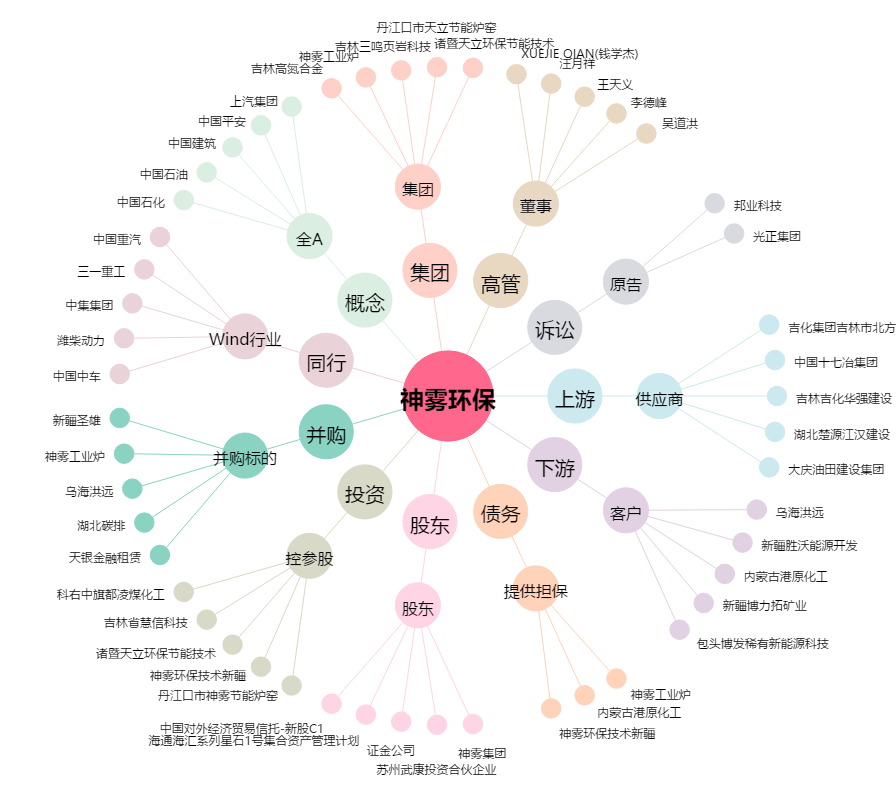 丹江口市天立节能炉窑
吉林三鸣页岩科技
诸暨天立环保节能技术
神雾工业炉
吉林高氮合金
XUEJIE QIAN(钱学杰)
汪月祥
王天义
李德峰
吴道洪
上汽集团
中国平安
中国建筑
中国石油
中国石化
集团
董事
全A
集团
高管
概念
原告
邦业科技
光正集团
诉讼
中国重汽
三一重工
中集集团
潍柴动力
中国中车
Wind行业
同行
神雾环保
上游
供应商
吉化集团吉林市北方
中国十七冶集团
吉林吉化华强建设
湖北楚源江汉建设
大庆油田建设集团
新疆圣雄
神雾工业炉
乌海洪远
湖北碳排
天银金融租赁
并购标的
并购
下游
客户
乌海洪远
新疆胜沃能源开发
内蒙古港原化工
新疆博力拓矿业
包头博发稀有新能源科技
投资
股东
债务
控参股
科右中旗都凌煤化工
吉林省慧信科技
诸暨天立环保节能技术
神雾环保技术新疆
丹江口市神雾节能炉窑
股东
提供担保
神雾工业炉
内蒙古港原化工
神雾环保技术新疆
中国对外经济贸易信托-新股C1
海通海汇系列星石1号集合资产管理计划
证金公司
苏州武康投资合伙企业
神雾集团